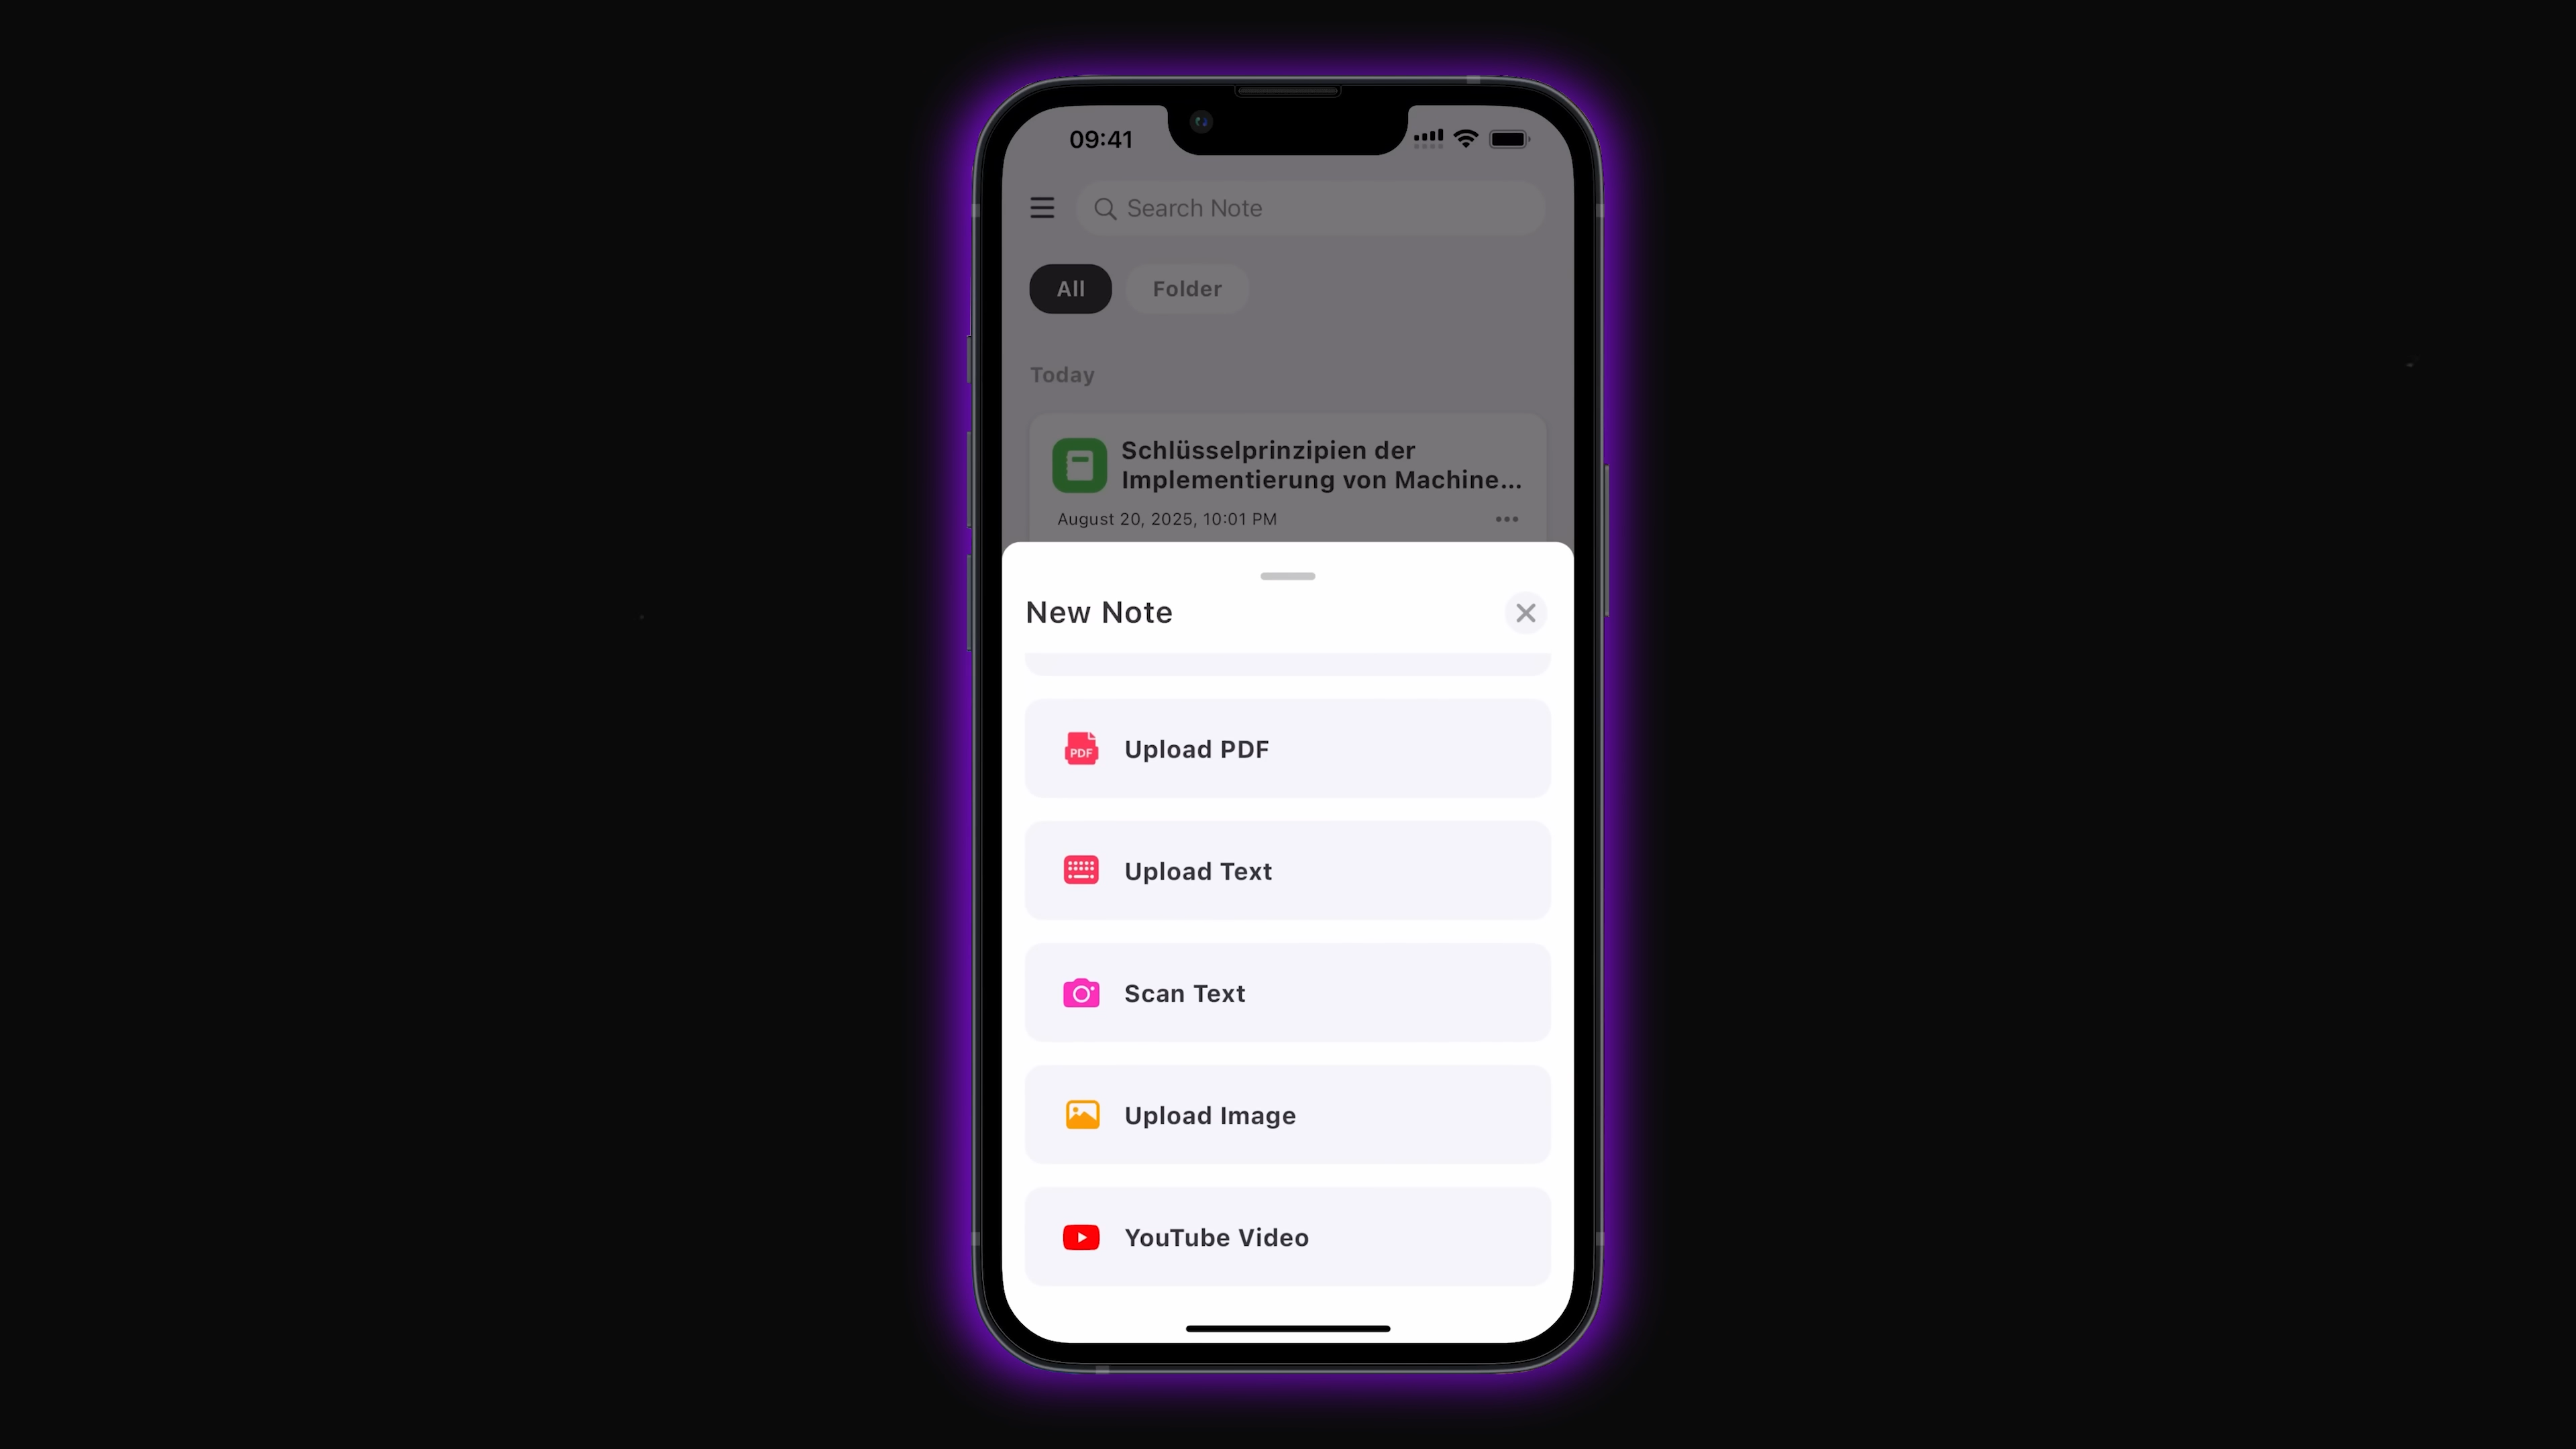 09:41
Search Note
All
Folder
Today
Schlüsselprinzipien der
Implementierung von Machine...
August 20, 2025, 10:01 PM
New Note
PDF
Upload PDF
Upload Text
Scan Text
Upload Image
YouTube Video